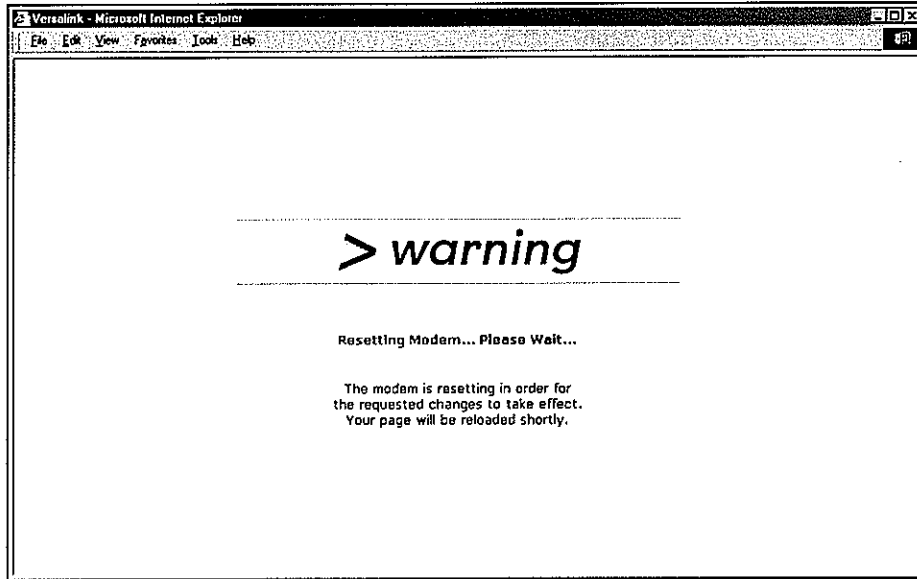 Versalink - Microsoft Internet Explorer
File Edit View Favorites Tools Help
> warning
Resetting Modem... Please Wait...
The modem is resetting in order for
the requested changes to take effect.
Your page will be reloaded shortly.